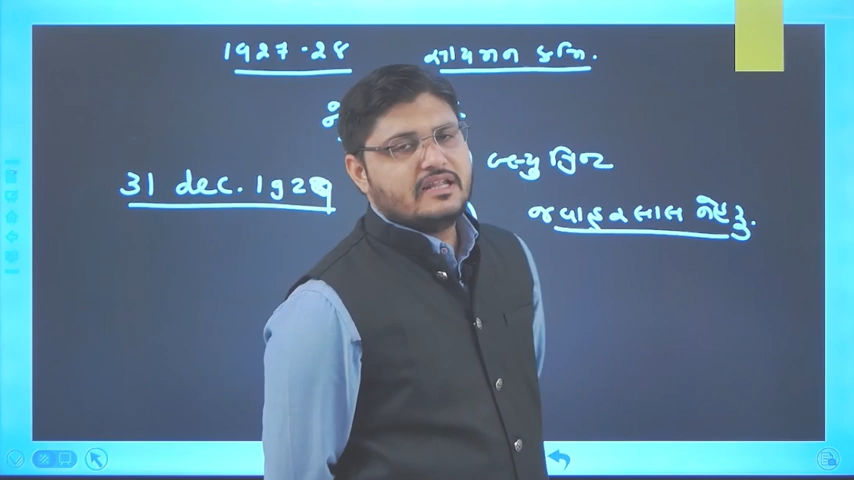 1927-28 સાયમન કમિ.
31 dec. 1929
જવાહરલાલ નેહરુ.